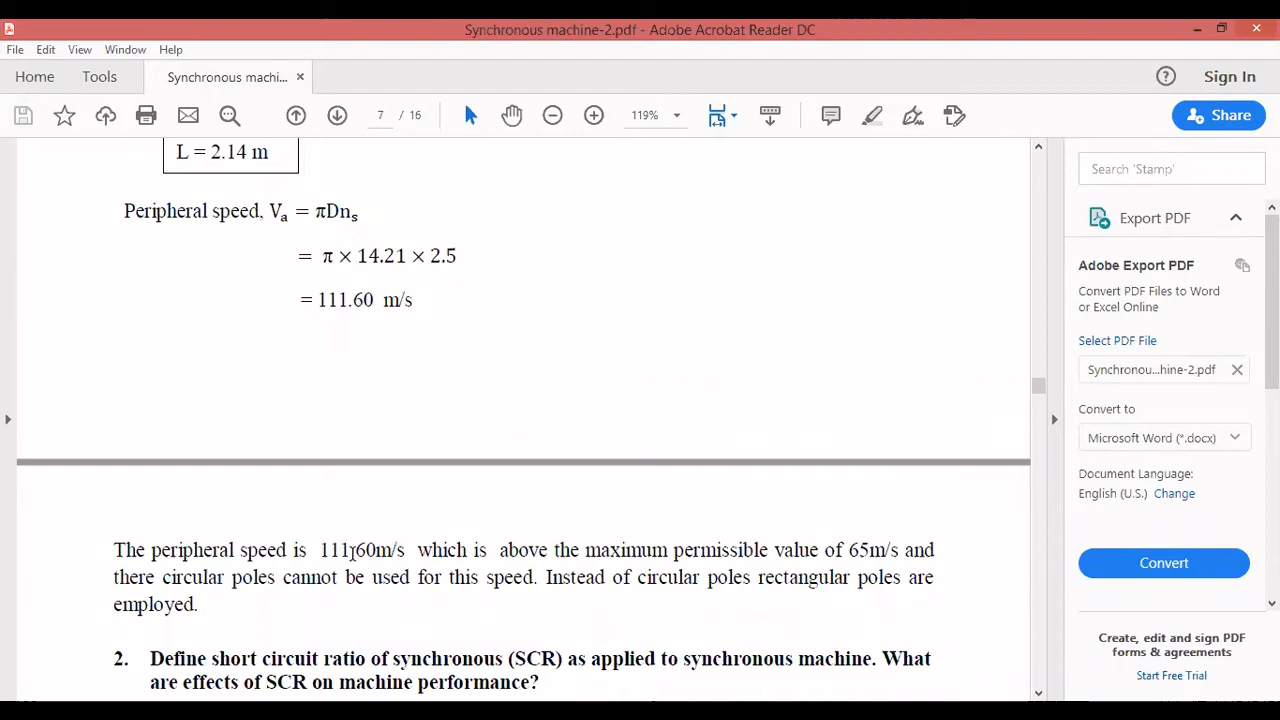 Synchronous machine-2.pdf - Adobe Acrobat Reader DC
File Edit View Window Help
Home Tools Synchronous machi... × Sign In
7 / 16 119% Share
L = 2.14 m
Peripheral speed, Vₐ = πDnₛ
= π × 14.21 × 2.5
= 111.60 m/s
The peripheral speed is 111.60m/s which is above the maximum permissible value of 65m/s and
there circular poles cannot be used for this speed. Instead of circular poles rectangular poles are
employed.
2. Define short circuit ratio of synchronous (SCR) as applied to synchronous machine. What
are effects of SCR on machine performance?
Search 'Stamp'
Export PDF
Adobe Export PDF
Convert PDF Files to Word
or Excel Online
Select PDF File
Synchronou...hine-2.pdf ×
Convert to
Microsoft Word (*.docx)
Document Language:
English (U.S.) Change
Convert
Create, edit and sign PDF
forms & agreements
Start Free Trial